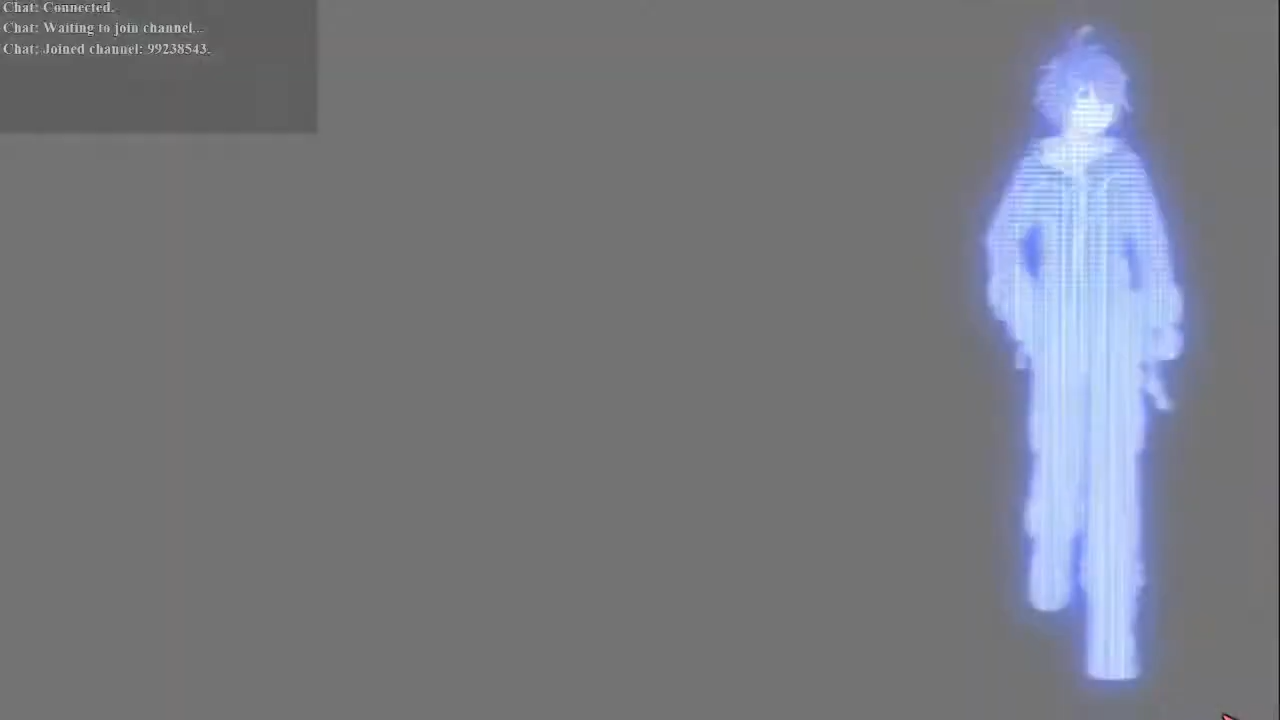 Chat: Connected.
Chat: Waiting to join channel...
Chat: Joined channel: 99238543.